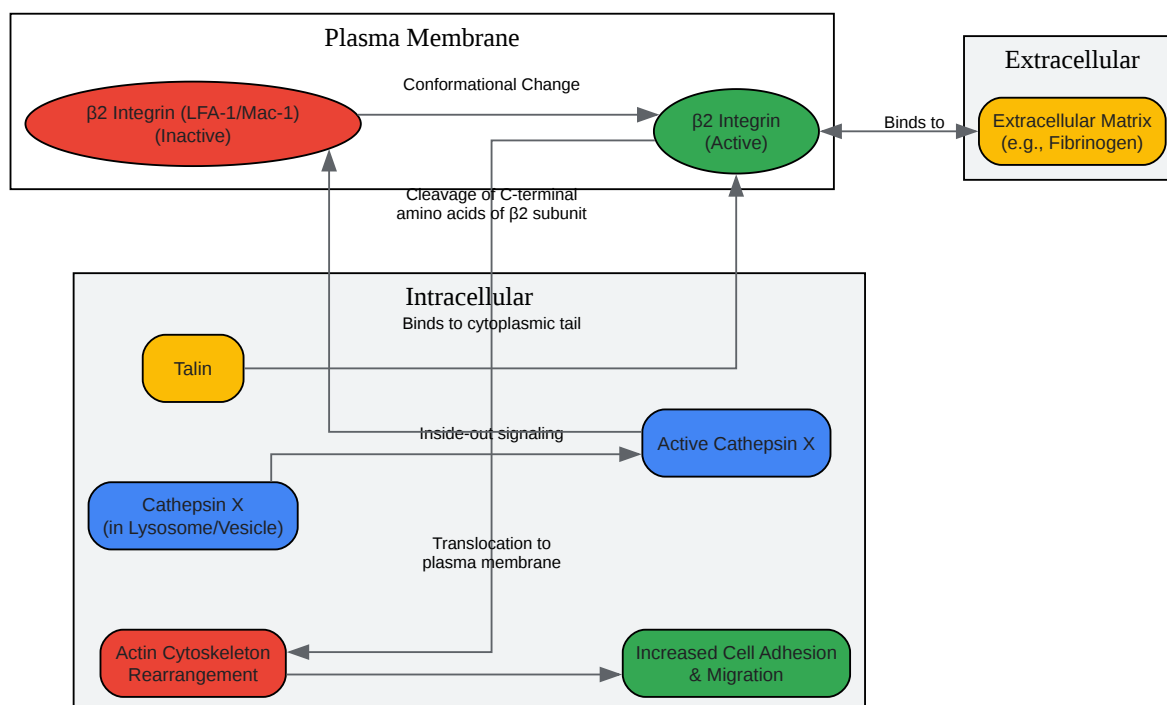 Plasma Membrane
Extracellular
Conformational Change
β2 Integrin (LFA-1/Mac-1)
(Inactive)
β2 Integrin
(Active)
Binds to
Extracellular Matrix
(e.g., Fibrinogen)
Cleavage of C-terminal
amino acids of β2 subunit
Intracellular
Binds to cytoplasmic tail
Talin
Inside-out signaling
Active Cathepsin X
Cathepsin X
(in Lysosome/Vesicle)
Translocation to
plasma membrane
Actin Cytoskeleton
Rearrangement
Increased Cell Adhesion
& Migration